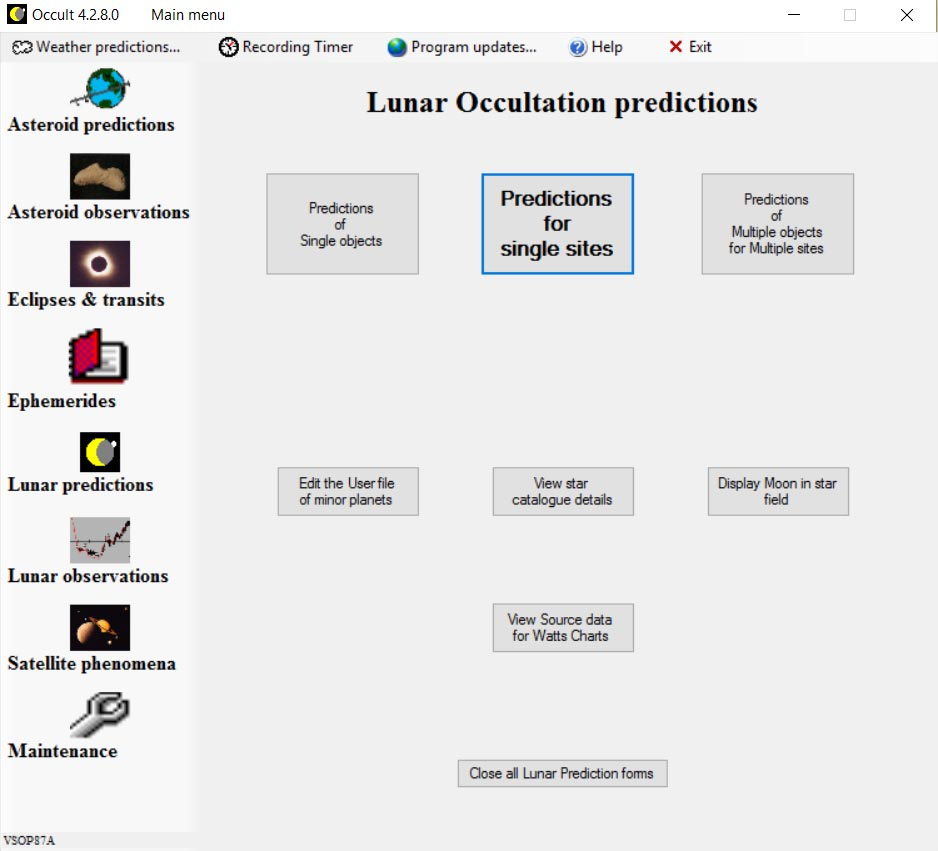 Occult 4.2.8.0 Main menu
Weather predictions... Recording Timer Program updates... Help Exit
Asteroid predictions
Asteroid observations
Eclipses & transits
Ephemerides
Lunar predictions
Lunar observations
Satellite phenomena
Maintenance
VSOP87A
Lunar Occultation predictions
Predictions
of
Single objects
Predictions
for
single sites
Predictions
of
Multiple objects
for Multiple sites
Edit the User file
of minor planets
View star
catalogue details
Display Moon in star
field
View Source data
for Watts Charts
Close all Lunar Prediction forms